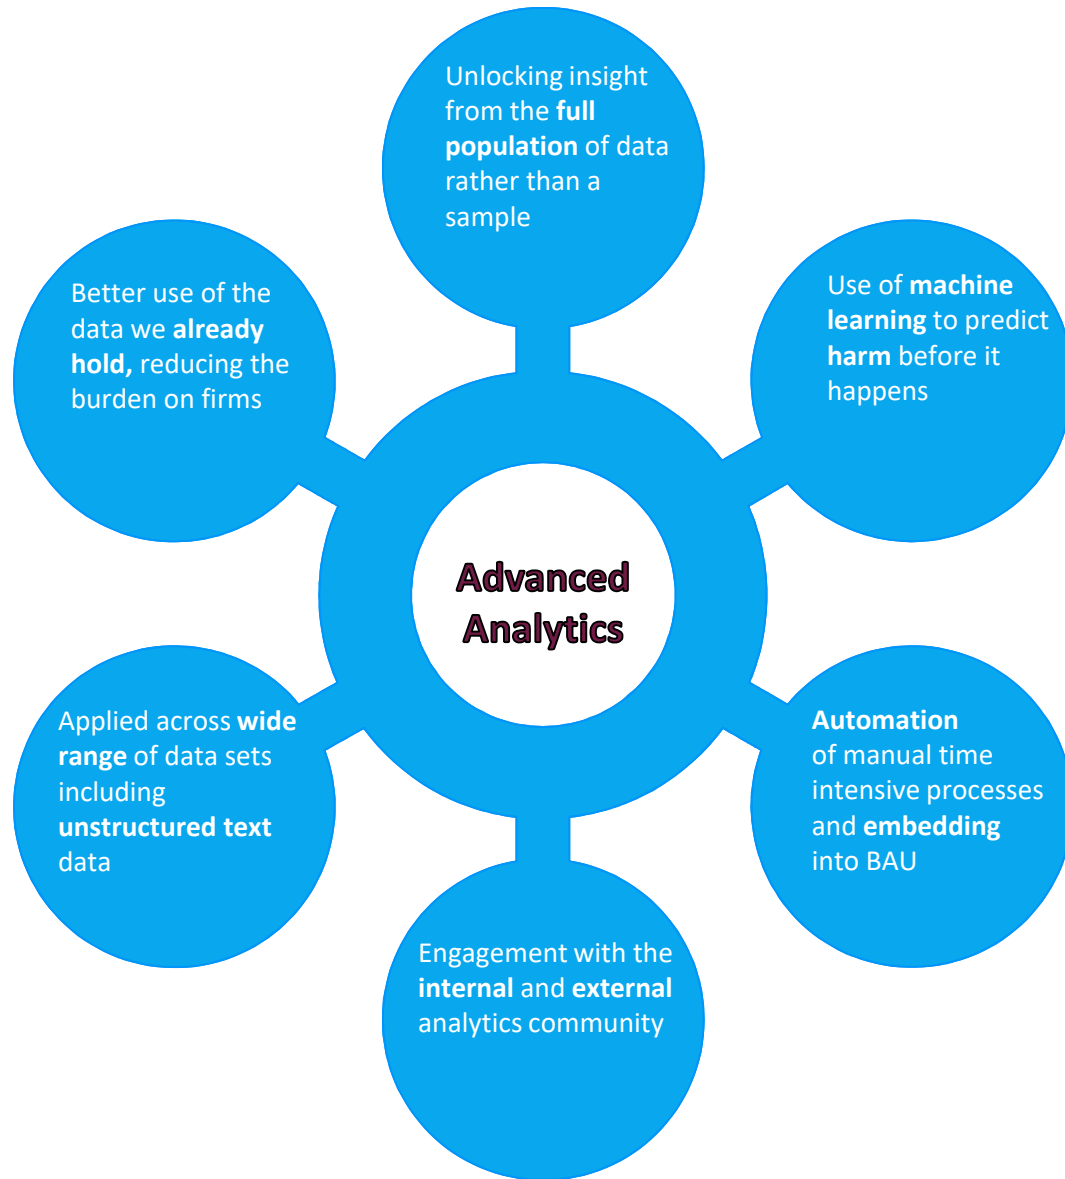 Unlocking insight
from the full
population of data
rather than a
sample
Use of machine
learning to predict
harm before it
happens
Automation
of manual time
intensive processes
and embedding
into BAU
Engagement with the
internal and external
analytics community
Applied across wide
range of data sets
including
unstructured text
data
Better use of the
data we already
hold, reducing the
burden on firms
Advanced
Analytics